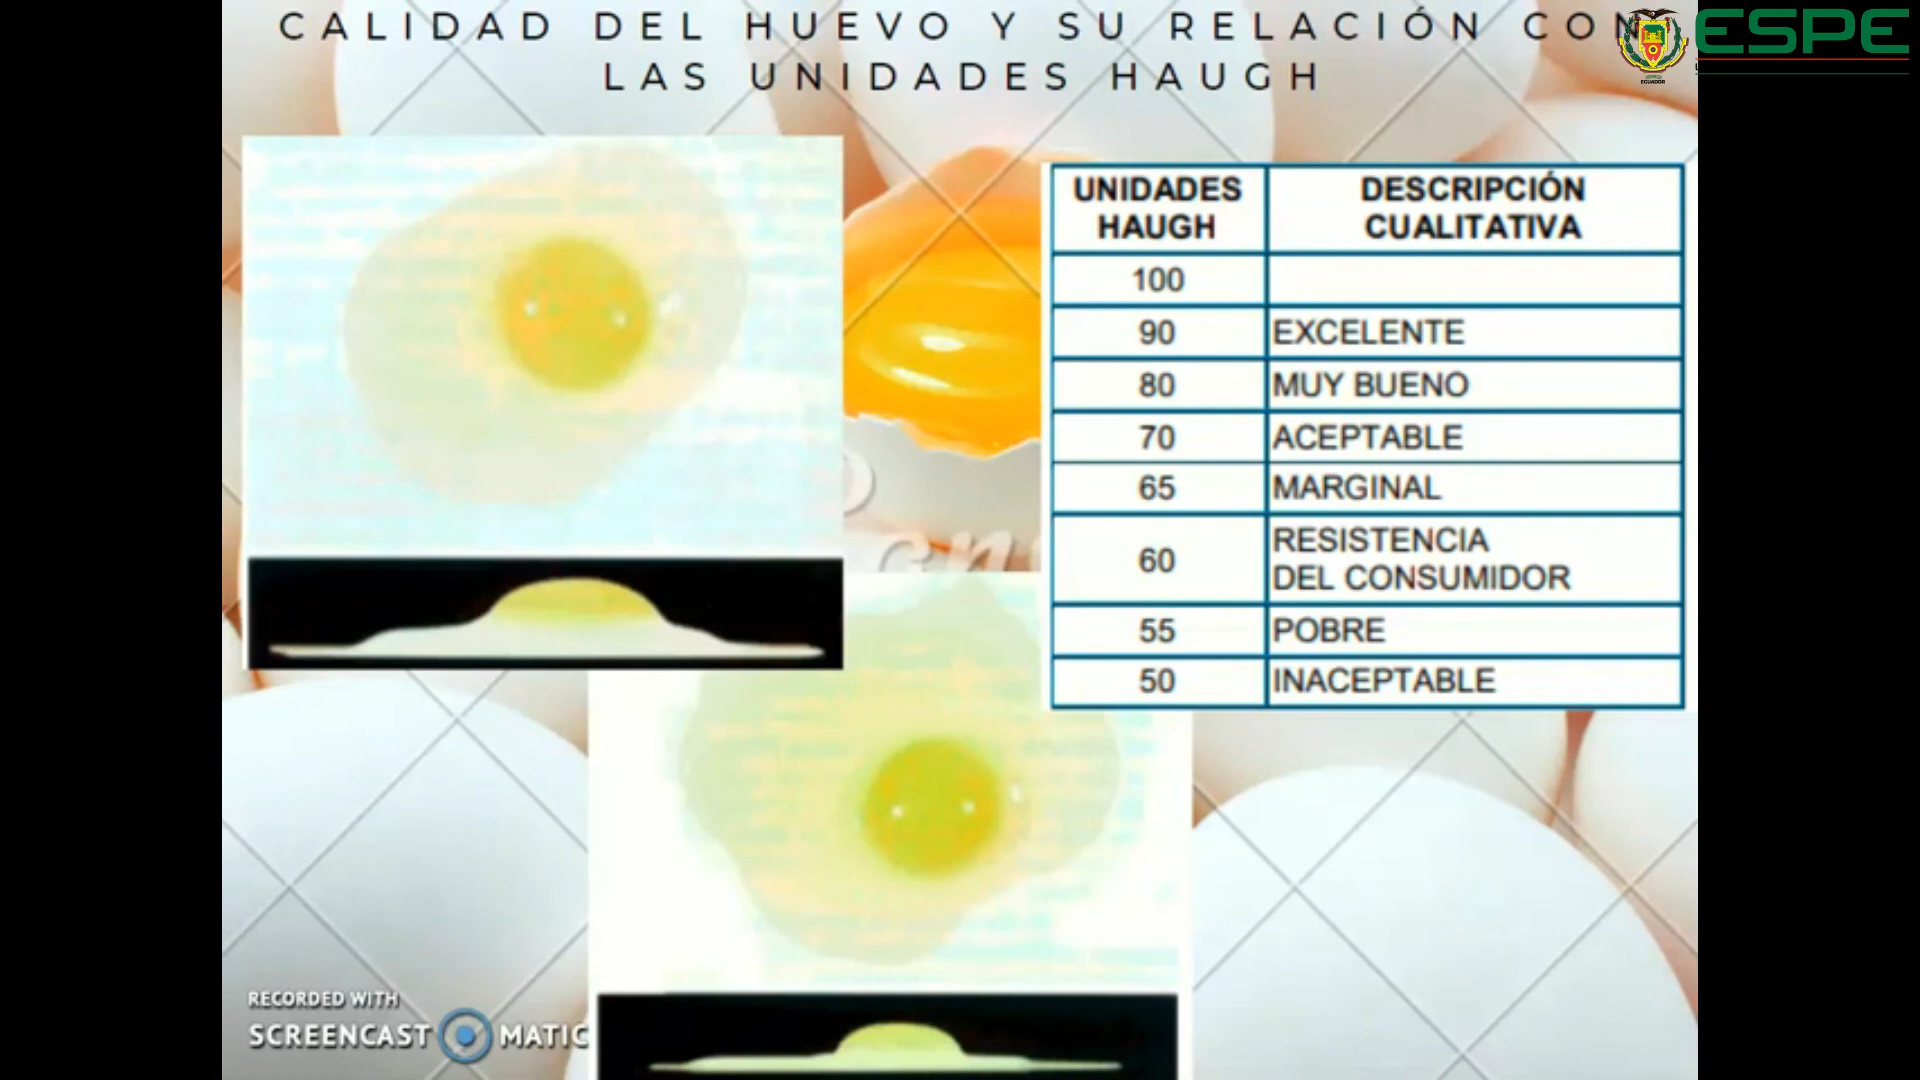 CALIDAD DEL HUEVO Y SU RELACIÓN CON
LAS UNIDADES HAUGH
ESPE
ECUADOR
UNIDADES HAUGH
DESCRIPCIÓN CUALITATIVA
100
90 EXCELENTE
80 MUY BUENO
70 ACEPTABLE
65 MARGINAL
60 RESISTENCIA DEL CONSUMIDOR
55 POBRE
50 INACEPTABLE
RECORDED WITH
SCREENCAST MATIC